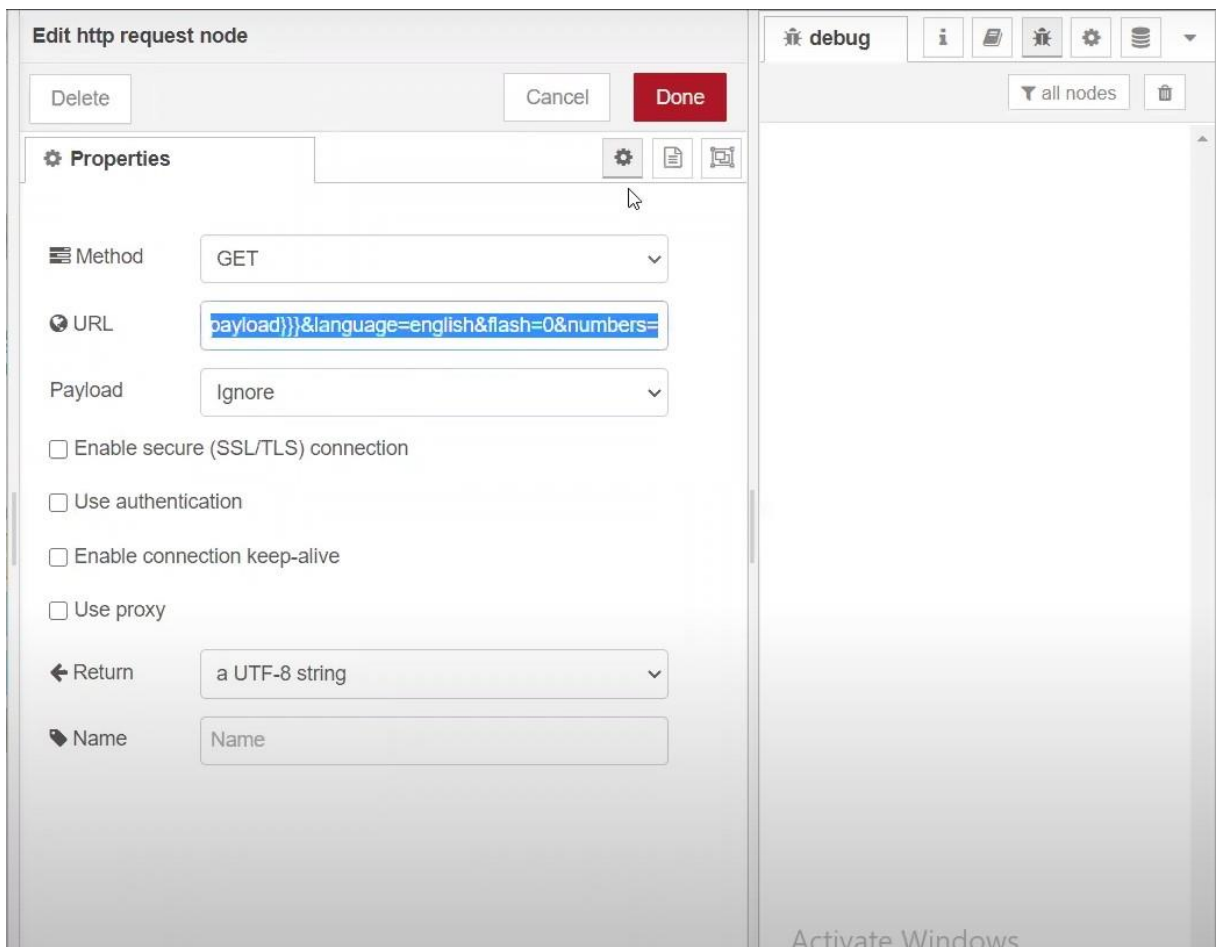 Edit http request node
debug
Delete
Cancel
Done
all nodes
Properties
Method
GET
URL
payload}}}&language=english&flash=0&numbers=
Payload
Ignore
Enable secure (SSL/TLS) connection
Use authentication
Enable connection keep-alive
Use proxy
Return
a UTF-8 string
Name
Name
Activate Windows